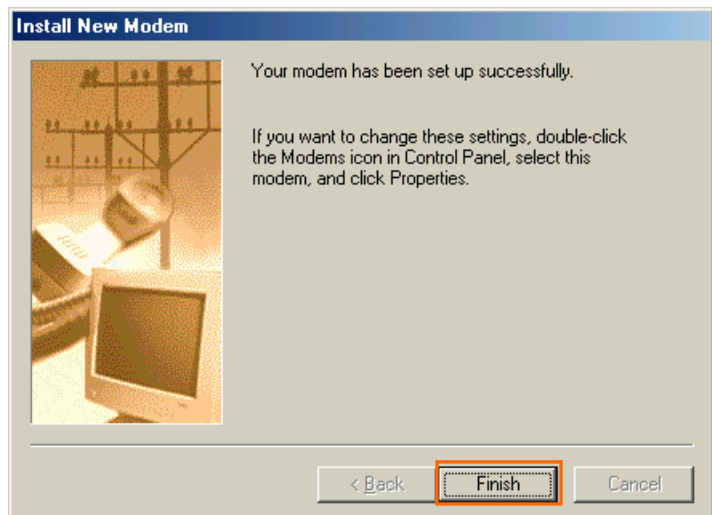 Install New Modem
Your modem has been set up successfully.
If you want to change these settings, double-click
the Modems icon in Control Panel, select this
modem, and click Properties.
< Back
Finish
Cancel